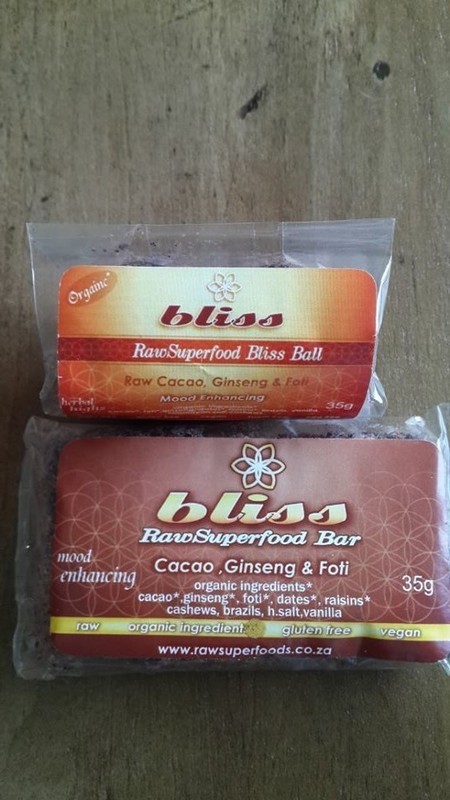 Organc*
bliss
RawSuperfood Bliss Ball
Raw Cacao, Ginseng & Foti
Mood Enhancing
herbal
35g
bliss
RawSuperfood Bar
mood
enhancing
Cacao ,Ginseng & Foti
organic ingredients*
35g
cacao*,ginseng*, foti*, dates*, raisins*
cashews, brazils, h.salt,vanilla
raw organic ingredient gluten free vegan
www.rawsuperfoods.co.za